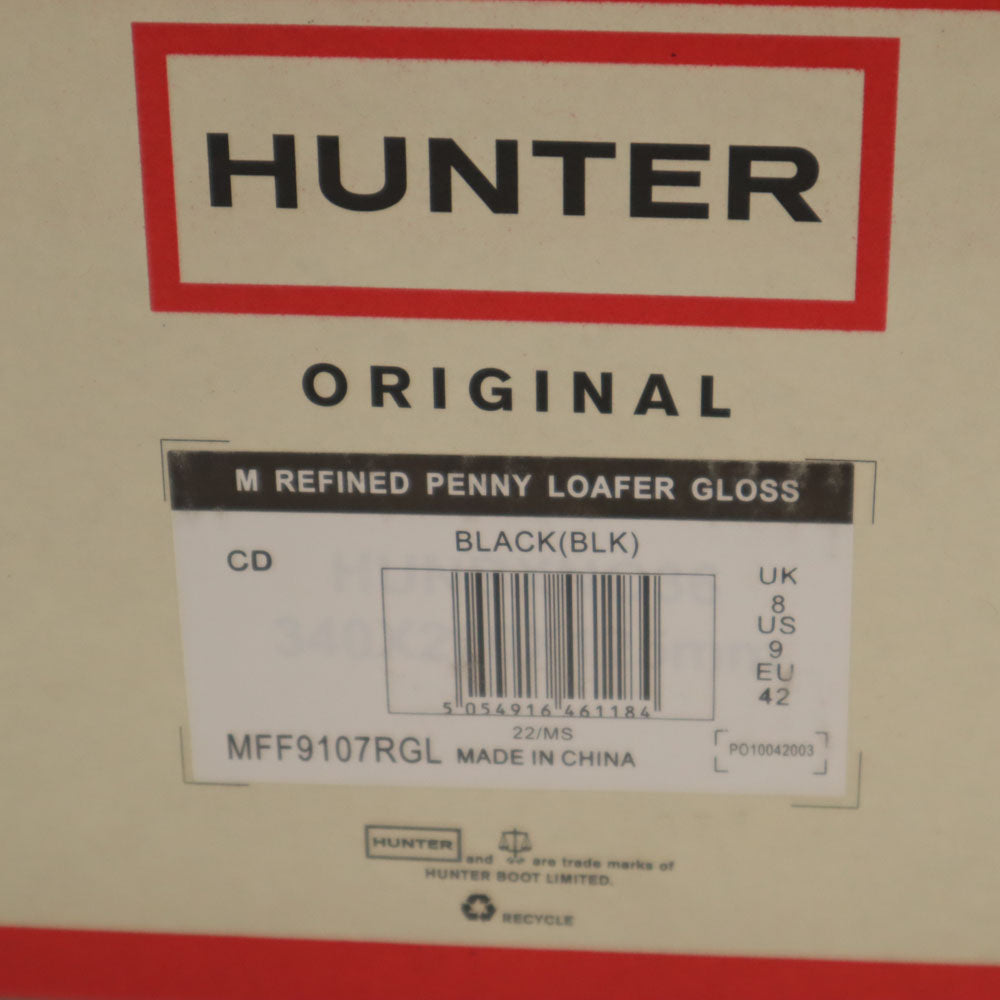 HUNTER
ORIGINAL
M REFINED PENNY LOAFER GLOSS
BLACK(BLK)
CD
UK
8
US
9
EU
42
5 054916 461184
22/MS
MFF9107RGL MADE IN CHINA
PO10042003
HUNTER and are trade marks of
HUNTER BOOT LIMITED.
RECYCLE